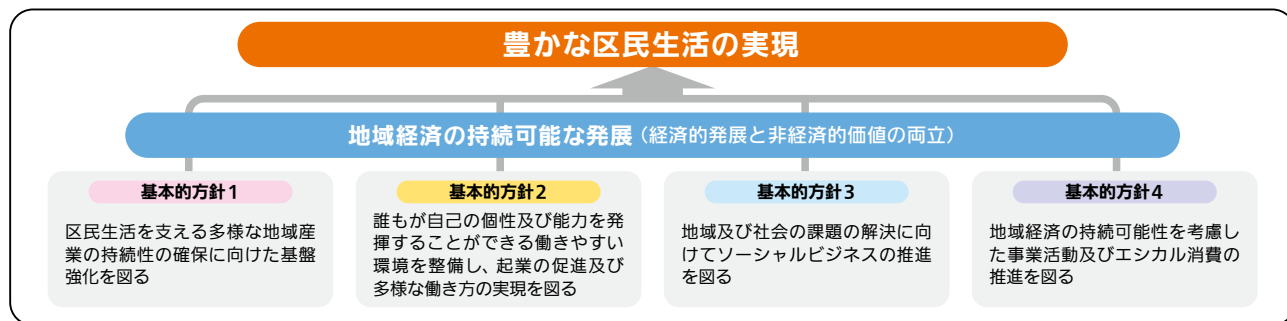 豊かな区民生活の実現
地域経済の持続可能な発展（経済的発展と非経済的価値の両立）
基本的方針1
区民生活を支える多様な地域産
業の持続性の確保に向けた基盤
強化を図る
基本的方針2
誰もが自己の個性及び能力を発
揮することができる働きやすい
環境を整備し、起業の促進及び
多様な働き方の実現を図る
基本的方針3
地域及び社会の課題の解決に向
けてソーシャルビジネスの推進
を図る
基本的方針4
地域経済の持続可能性を考慮し
た事業活動及びエシカル消費の
推進を図る